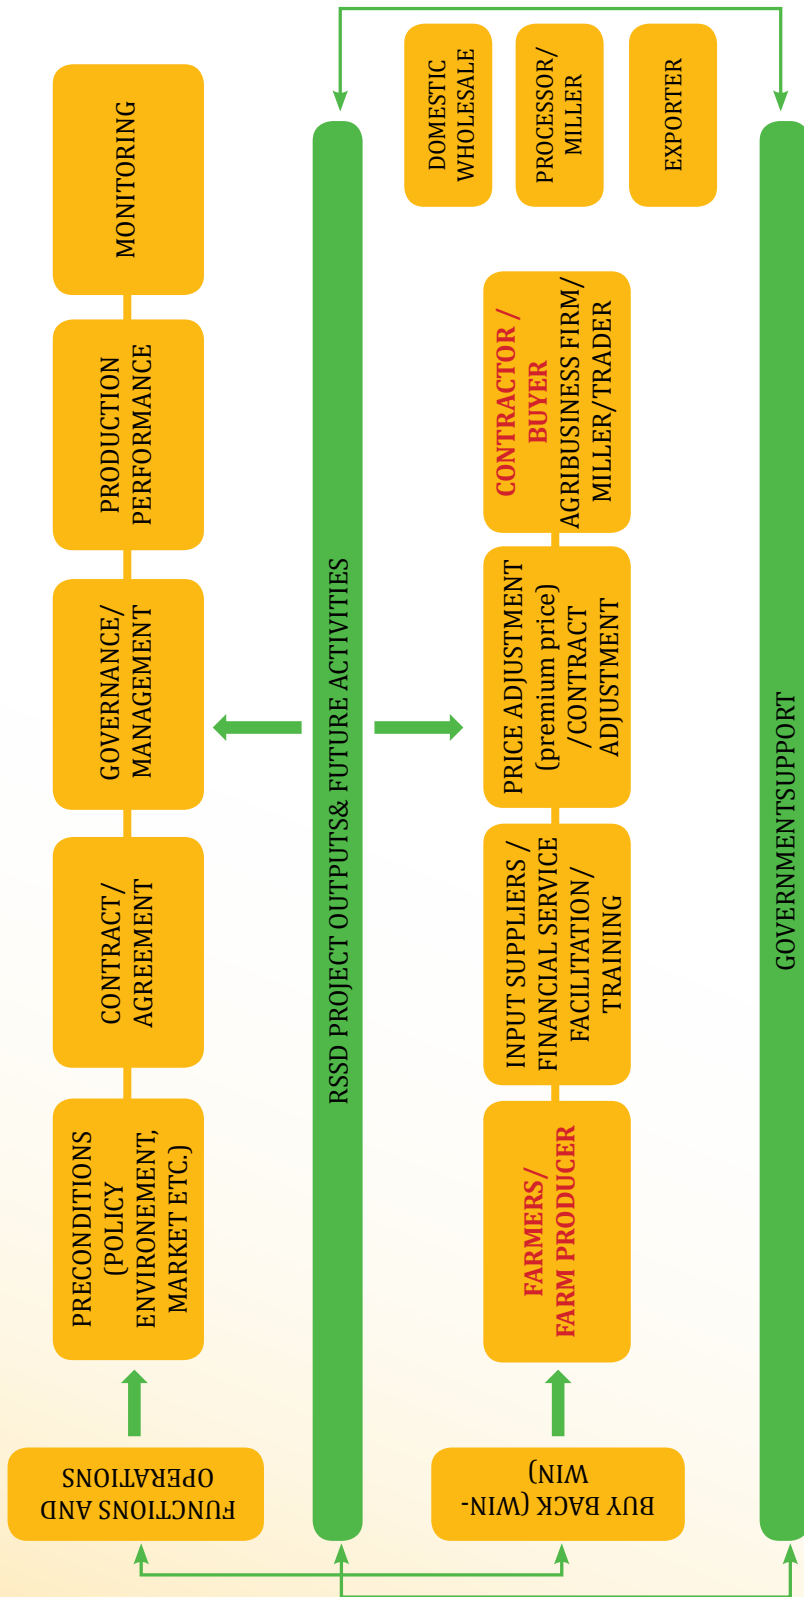 FUNCTIONS AND
OPERATIONS
PRECONDITIONS
(POLICY
ENVIRONEMENT,
MARKET ETC.)
CONTRACT/
AGREEMENT
GOVERNANCE/
MANAGEMENT
PRODUCTION
PERFORMANCE
MONITORING
RSSD PROJECT OUTPUTS& FUTURE ACTIVITIES
BUY BACK (WIN-
WIN)
FARMERS/
FARM PRODUCER
INPUT SUPPLIERS /
FINANCIAL SERVICE
FACILITATION/
TRAINING
PRICE ADJUSTMENT
(premium price)
/CONTRACT
ADJUSTMENT
CONTRACTOR /
BUYER
AGRIBUSINESS FIRM/
MILLER/TRADER
DOMESTIC
WHOLESALE
PROCESSOR/
MILLER
EXPORTER
GOVERNMENTSUPPORT